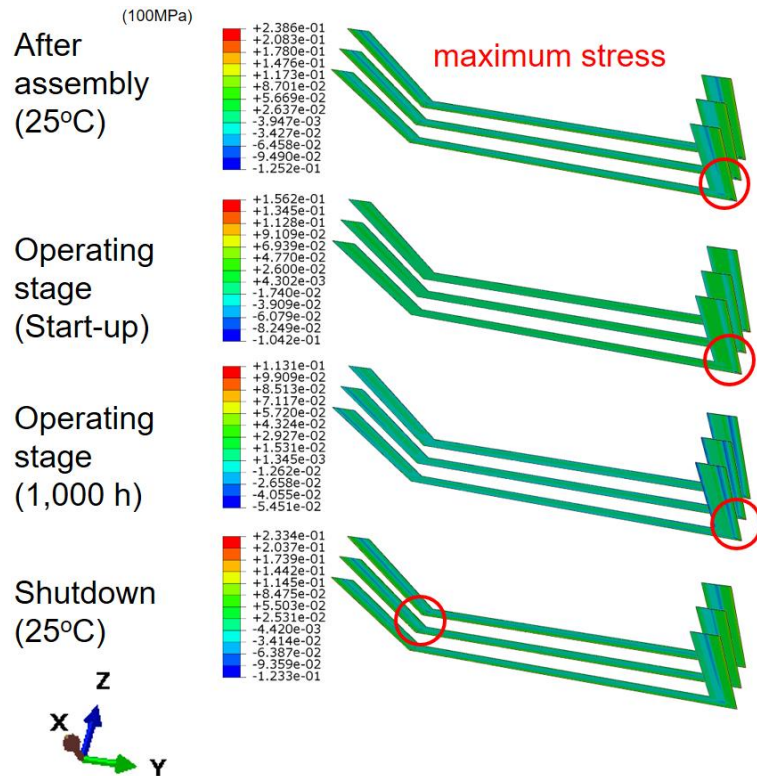 (100MPa)
maximum stress
After
assembly
(25°C)
+2.386e-01
+2.083e-01
+1.780e-01
+1.476e-01
+1.173e-01
+8.701e-02
+5.669e-02
+2.637e-02
-3.947e-03
-3.427e-02
-6.458e-02
-9.490e-02
-1.252e-01
Operating
stage
(Start-up)
+1.562e-01
+1.345e-01
+1.128e-01
+9.109e-02
+6.939e-02
+4.770e-02
+2.600e-02
+4.302e-03
-1.740e-02
-3.909e-02
-6.079e-02
-8.249e-02
-1.042e-01
Operating
stage
(1,000 h)
+1.131e-01
+9.909e-02
+8.513e-02
+7.117e-02
+5.720e-02
+4.324e-02
+2.927e-02
+1.531e-02
+1.345e-03
-1.262e-02
-2.658e-02
-4.055e-02
-5.451e-02
Shutdown
(25°C)
+2.334e-01
+2.037e-01
+1.739e-01
+1.442e-01
+1.145e-01
+8.475e-02
+5.503e-02
+2.531e-02
-4.420e-03
-3.414e-02
-6.387e-02
-9.359e-02
-1.233e-01
Z
X
Y